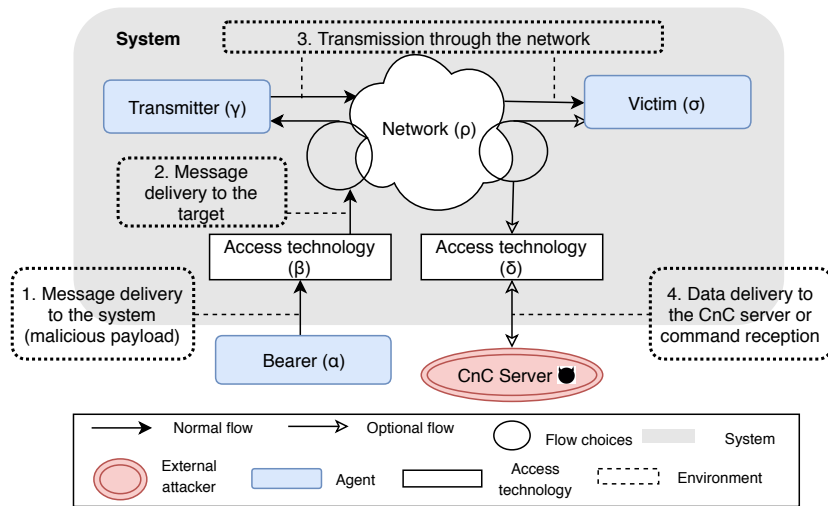 System
3. Transmission through the network
Transmitter (γ)
Network (ρ)
Victim (σ)
2. Message
delivery to the
target
Access technology
(β)
Access technology
(δ)
1. Message delivery
to the system
(malicious payload)
4. Data delivery to
the CnC server or
command reception
Bearer (α)
CnC Server
Normal flow
Optional flow
Flow choices
System
External
attacker
Agent
Access
technology
Environment